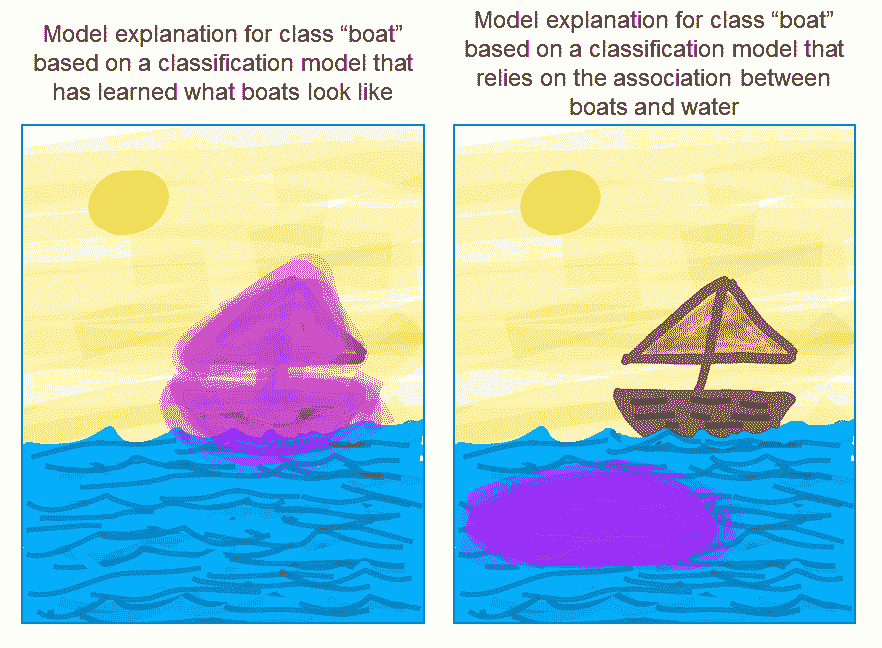 Model explanation for class “boat”
based on a classification model that
has learned what boats look like
Model explanation for class “boat”
based on a classification model that
relies on the association between
boats and water